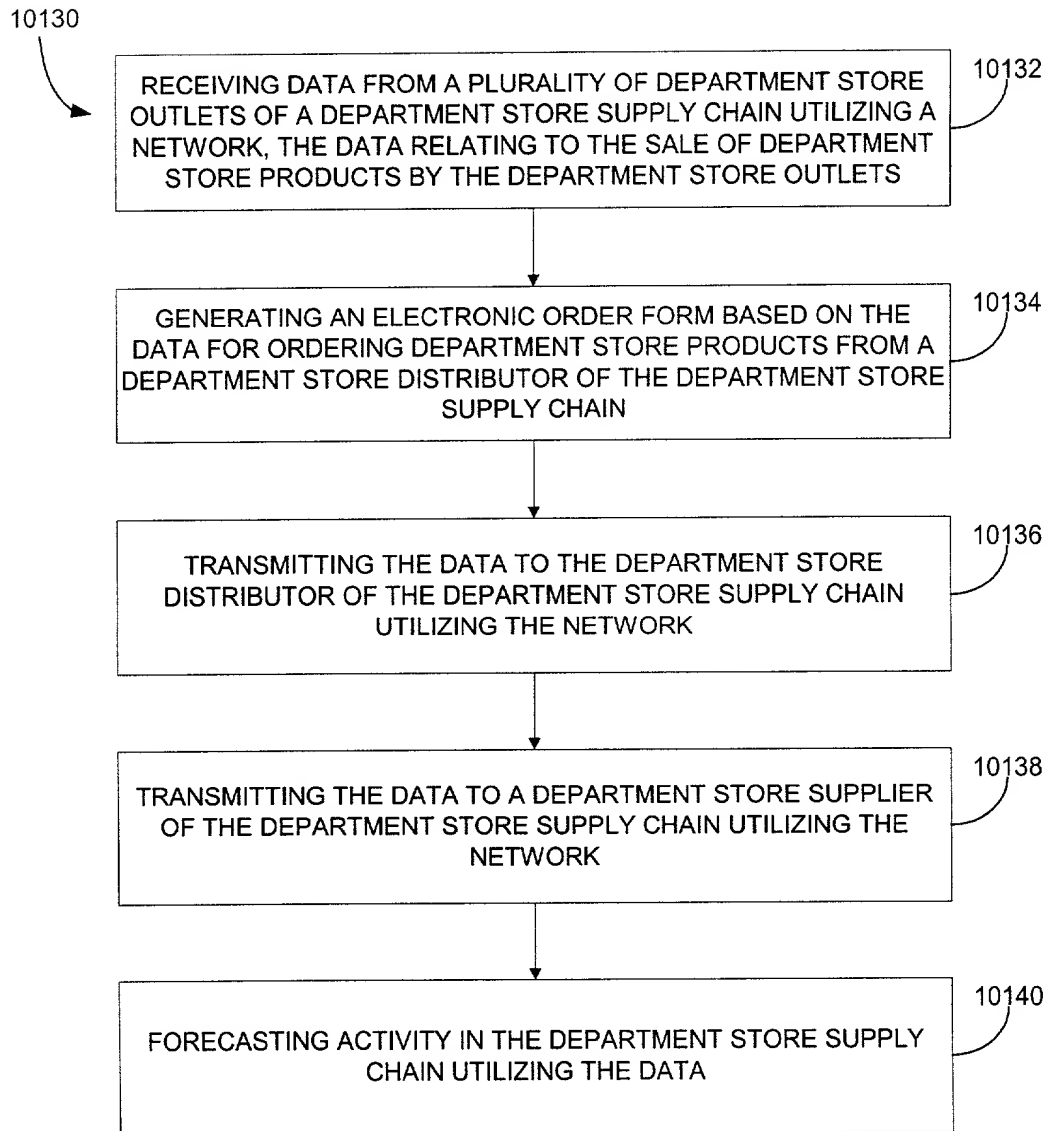 10130
RECEIVING DATA FROM A PLURALITY OF DEPARTMENT STORE
OUTLETS OF A DEPARTMENT STORE SUPPLY CHAIN UTILIZING A
NETWORK, THE DATA RELATING TO THE SALE OF DEPARTMENT
STORE PRODUCTS BY THE DEPARTMENT STORE OUTLETS
10132
GENERATING AN ELECTRONIC ORDER FORM BASED ON THE
DATA FOR ORDERING DEPARTMENT STORE PRODUCTS FROM A
DEPARTMENT STORE DISTRIBUTOR OF THE DEPARTMENT STORE
SUPPLY CHAIN
10134
TRANSMITTING THE DATA TO THE DEPARTMENT STORE
DISTRIBUTOR OF THE DEPARTMENT STORE SUPPLY CHAIN
UTILIZING THE NETWORK
10136
TRANSMITTING THE DATA TO A DEPARTMENT STORE SUPPLIER
OF THE DEPARTMENT STORE SUPPLY CHAIN UTILIZING THE
NETWORK
10138
FORECASTING ACTIVITY IN THE DEPARTMENT STORE SUPPLY
CHAIN UTILIZING THE DATA
10140